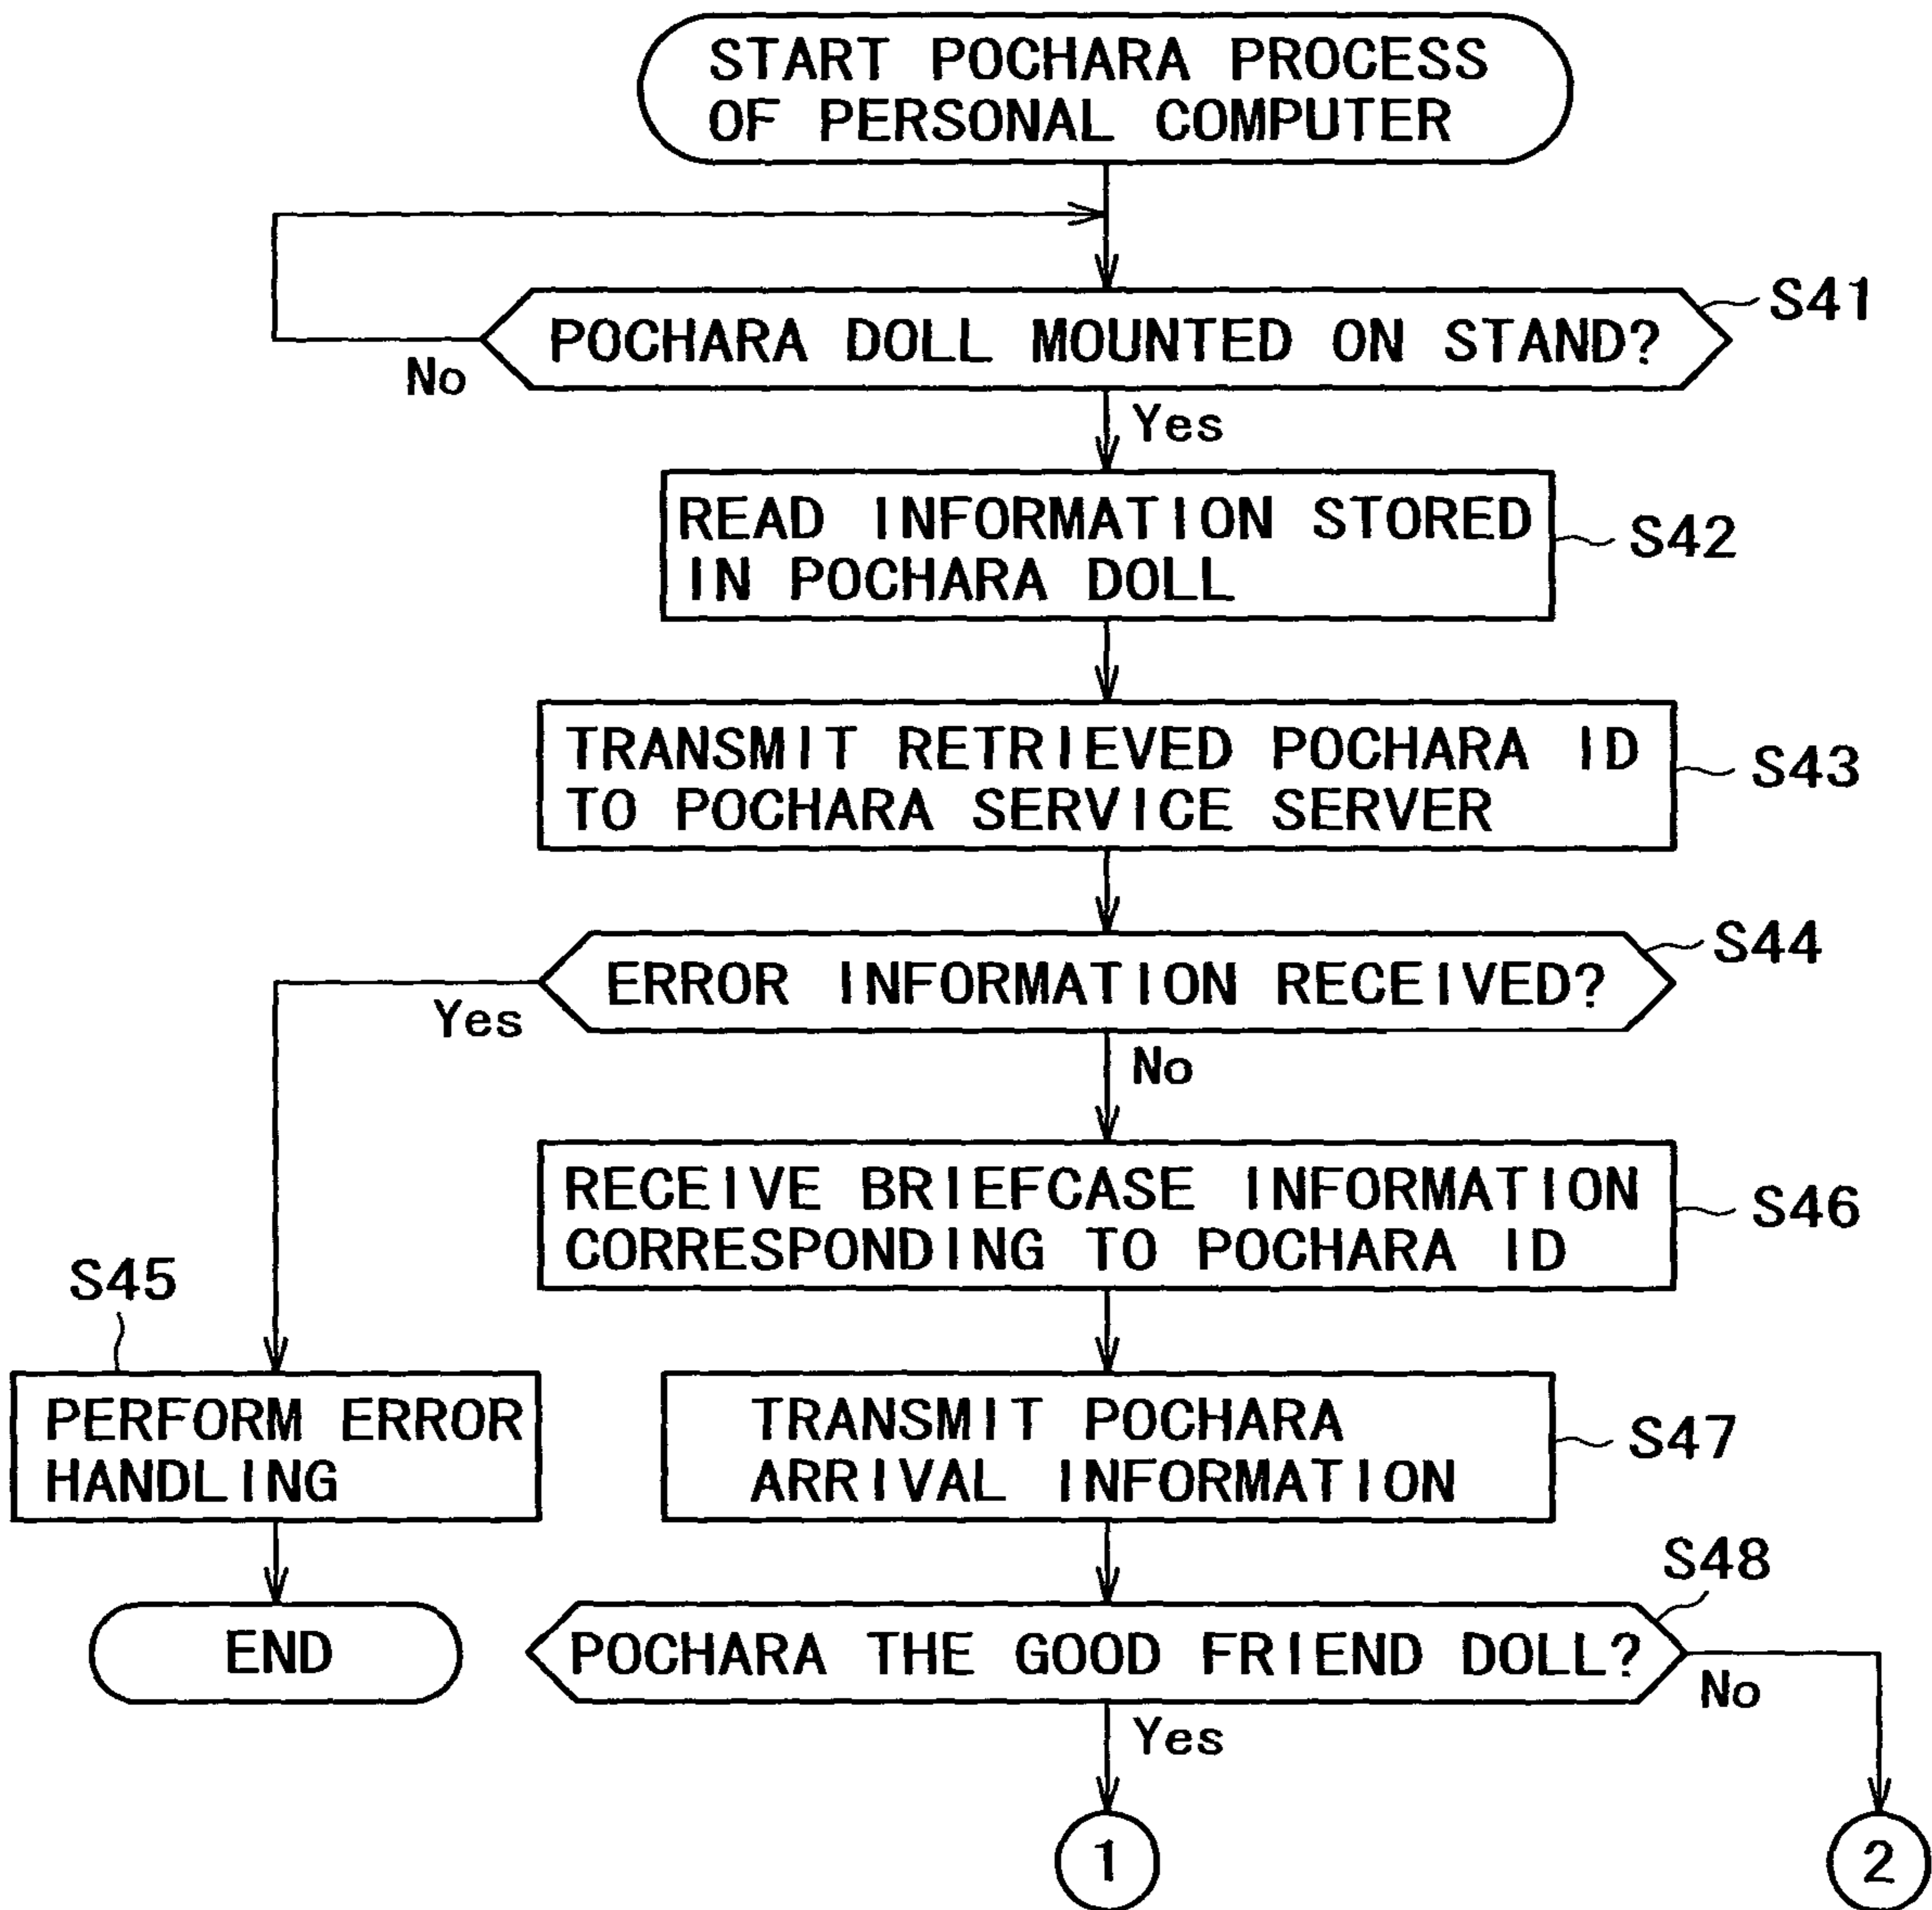 START POCHARA PROCESS
OF PERSONAL COMPUTER
POCHARA DOLL MOUNTED ON STAND?
S41
No
Yes
READ INFORMATION STORED
IN POCHARA DOLL
S42
TRANSMIT RETRIEVED POCHARA ID
TO POCHARA SERVICE SERVER
S43
ERROR INFORMATION RECEIVED?
S44
Yes
No
RECEIVE BRIEFCASE INFORMATION
CORRESPONDING TO POCHARA ID
S46
S45
PERFORM ERROR
HANDLING
TRANSMIT POCHARA
ARRIVAL INFORMATION
S47
END
POCHARA THE GOOD FRIEND DOLL?
S48
No
Yes
1
2